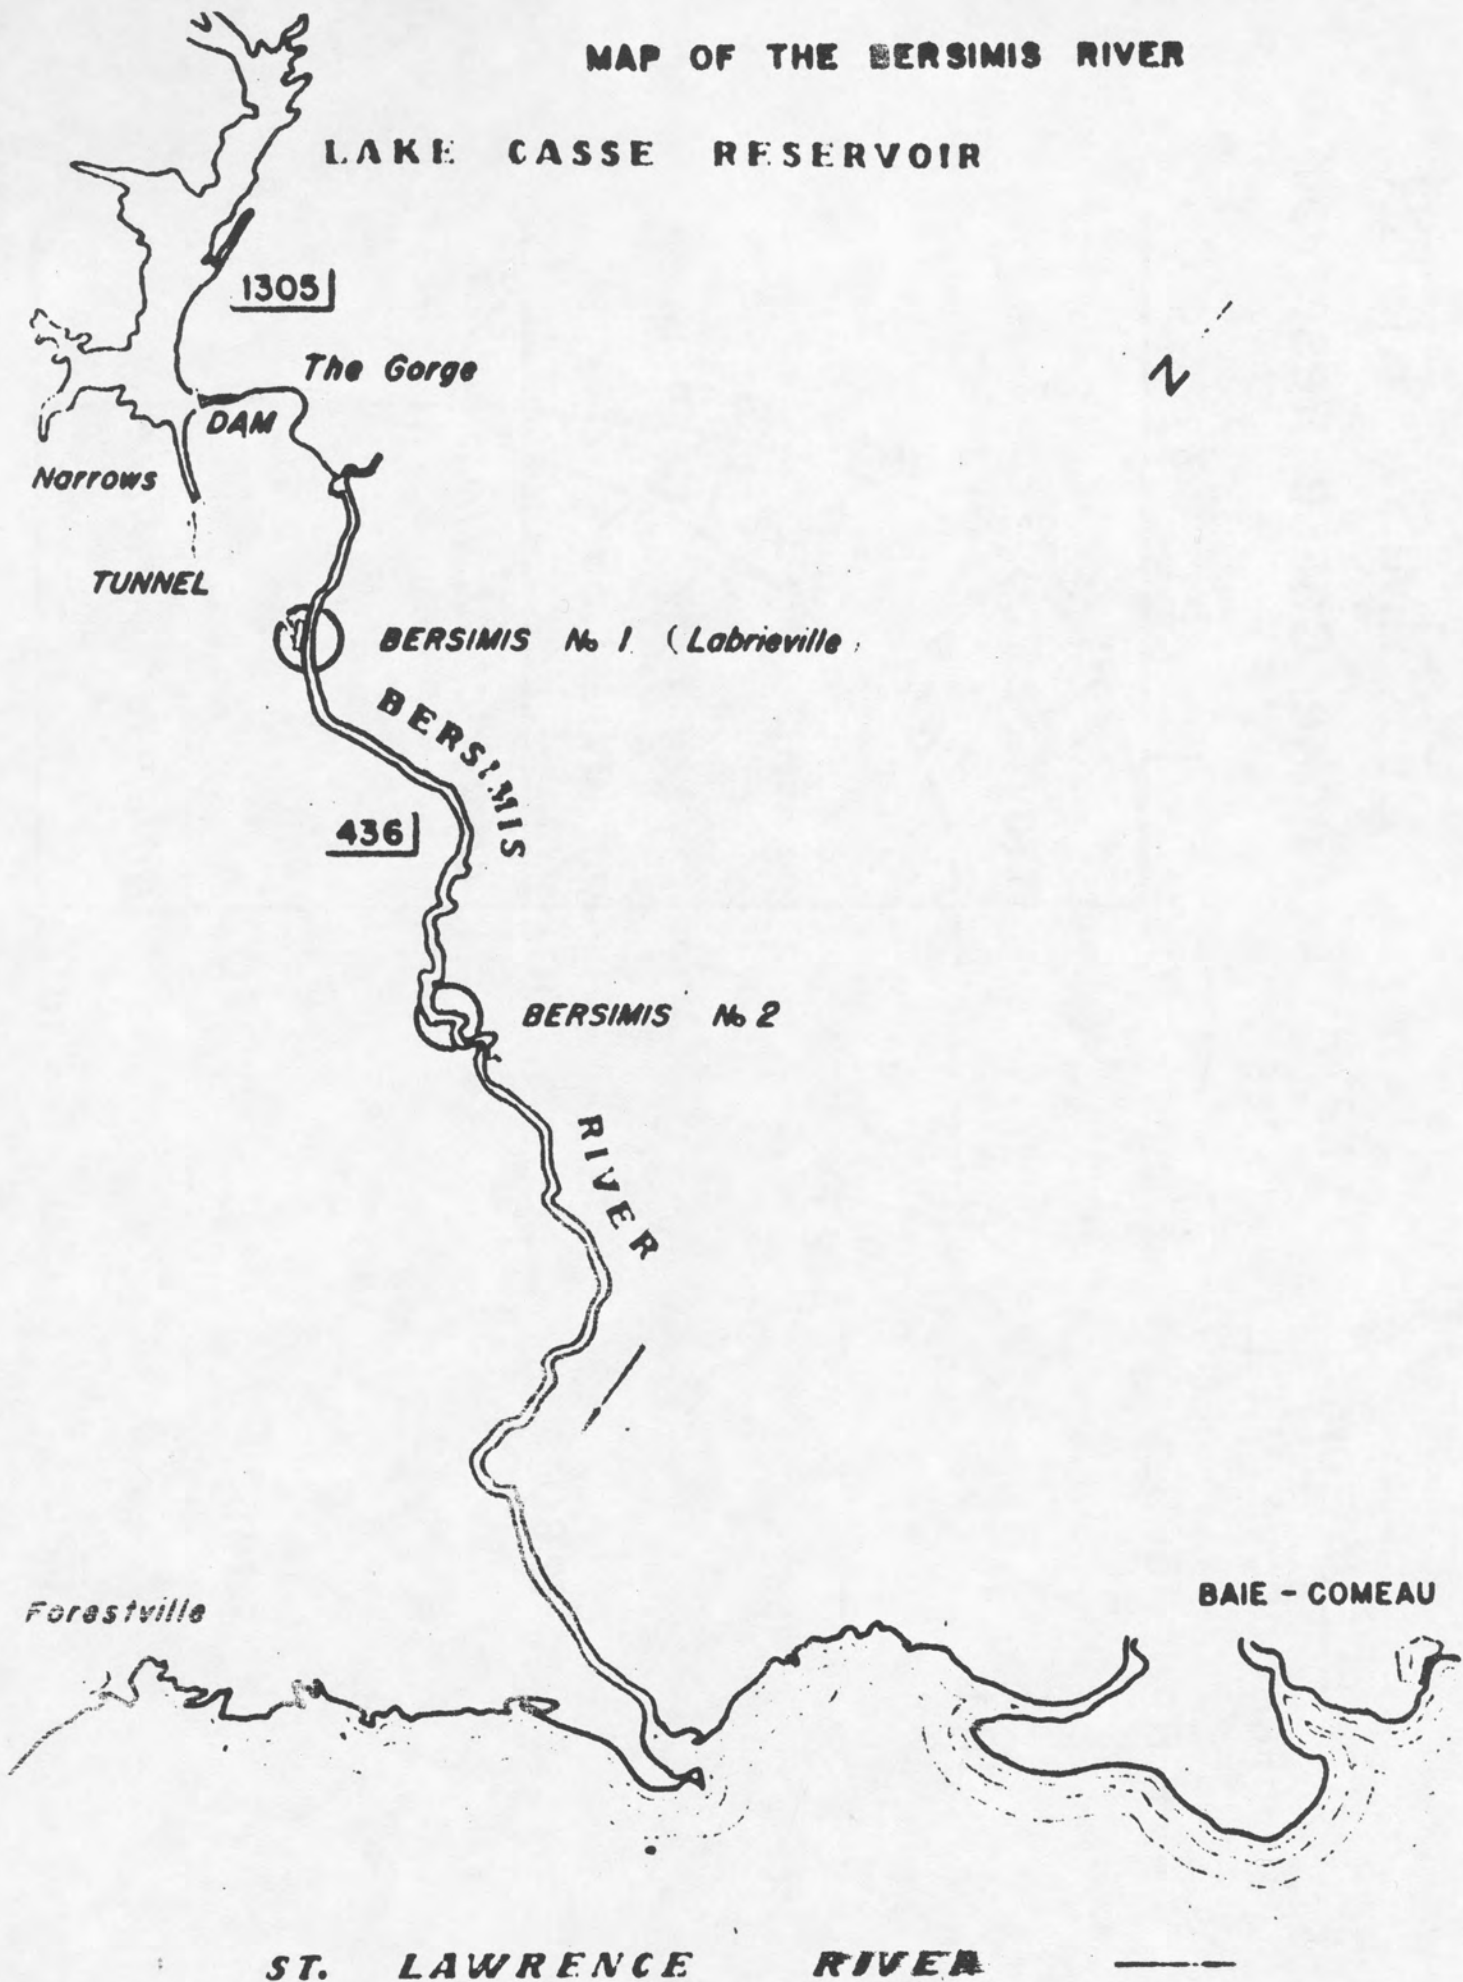 MAP OF THE BERSIMIS RIVER
LAKE CASSE RESERVOIR
1305
The Gorge
N
DAM
Narrows
TUNNEL
BERSIMIS No 1 (Labrieville
BERSIMIS
436
BERSIMIS No 2
RIVER
Forestville
BAIE - COMEAU
ST. LAWRENCE RIVER